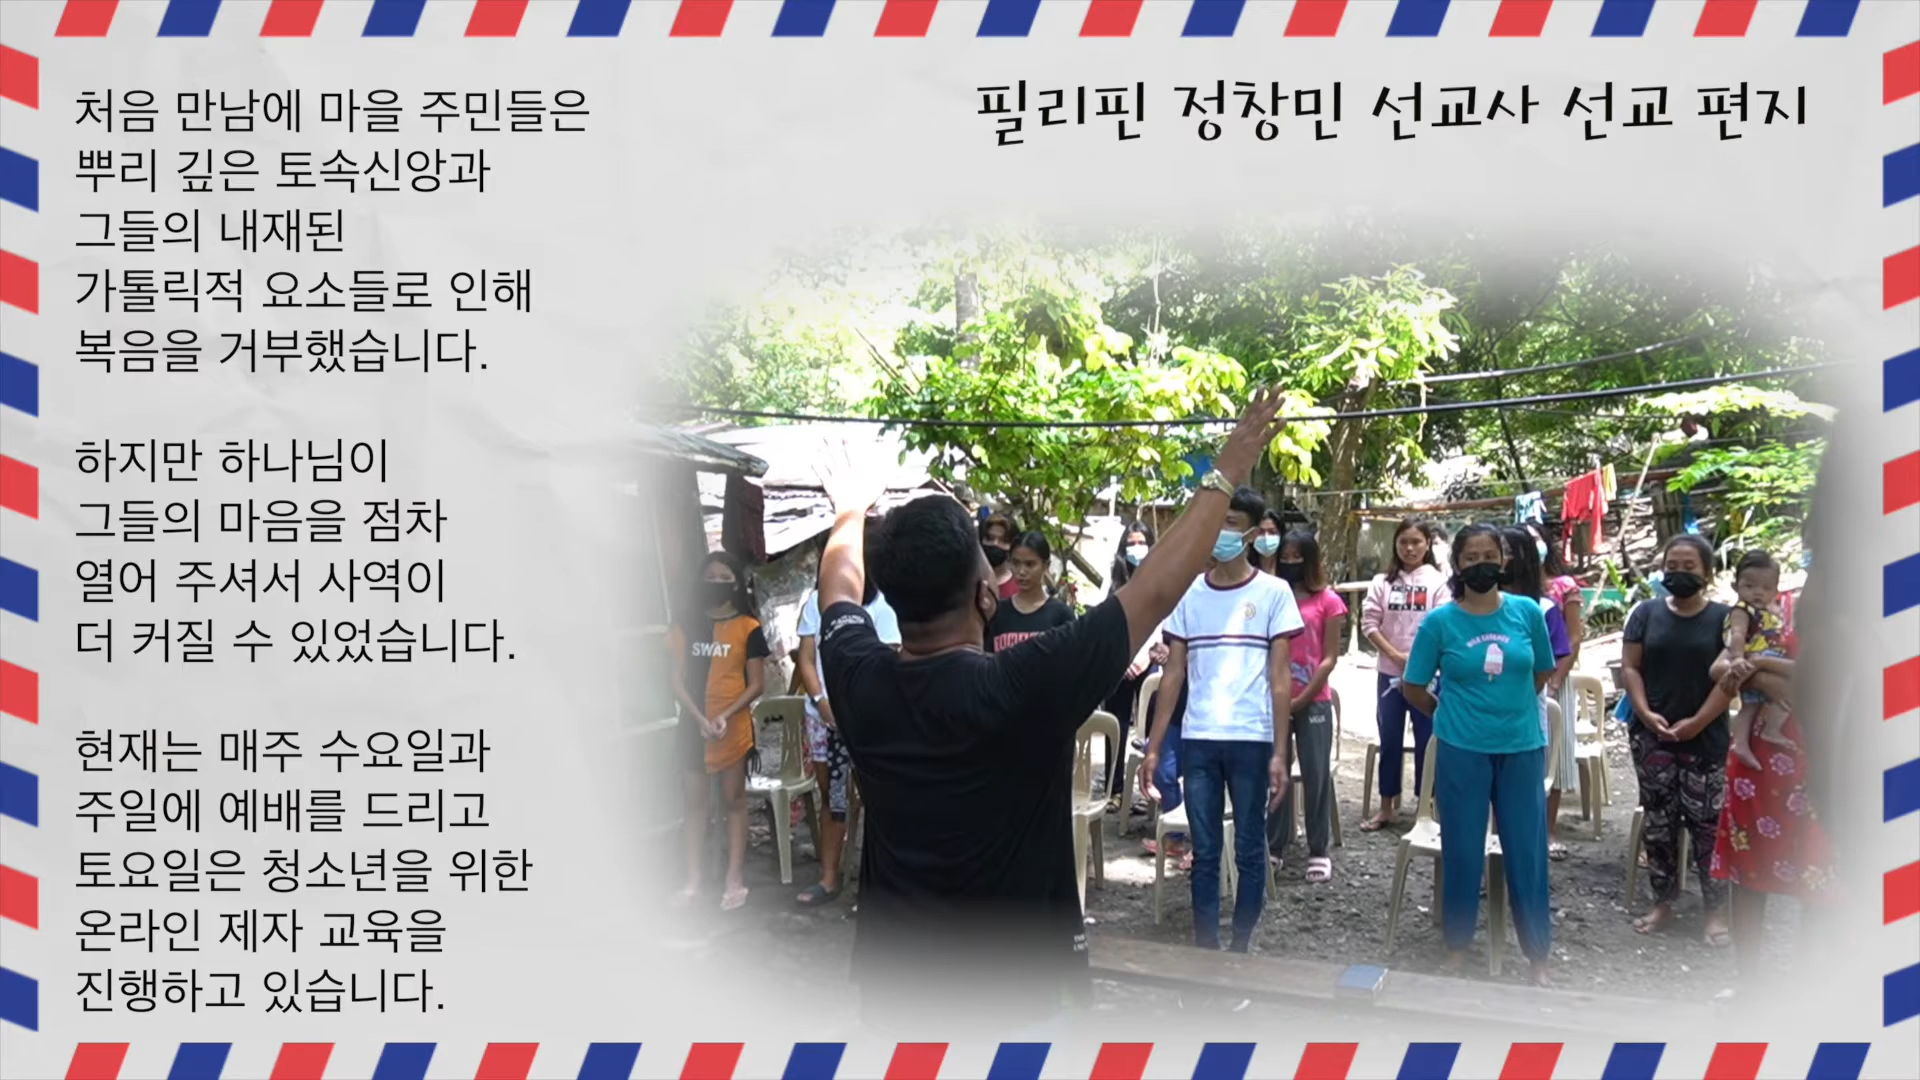 필리핀 정창민 선교사 선교 편지
처음 만남에 마을 주민들은
뿌리 깊은 토속신앙과
그들의 내재된
가톨릭적 요소들로 인해
복음을 거부했습니다.
하지만 하나님이
그들의 마음을 점차
열어 주셔서 사역이
더 커질 수 있었습니다.
현재는 매주 수요일과
주일에 예배를 드리고
토요일은 청소년을 위한
온라인 제자 교육을
진행하고 있습니다.
SWAT